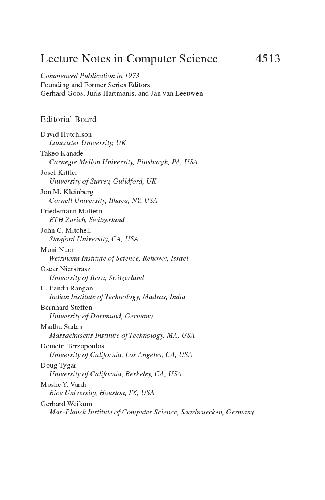 Lecture Notes in Computer Science 4513
Commenced Publication in 1973
Founding and Former Series Editors:
Gerhard Goos, Juris Hartmanis, and Jan van Leeuwen
Editorial Board
David Hutchison
Lancaster University, UK
Takeo Kanade
Carnegie Mellon University, Pittsburgh, PA, USA
Josef Kittler
University of Surrey, Guildford, UK
Jon M. Kleinberg
Cornell University, Ithaca, NY, USA
Friedemann Mattern
ETH Zurich, Switzerland
John C. Mitchell
Stanford University, CA, USA
Moni Naor
Weizmann Institute of Science, Rehovot, Israel
Oscar Nierstrasz
University of Bern, Switzerland
C. Pandu Rangan
Indian Institute of Technology, Madras, India
Bernhard Steffen
University of Dortmund, Germany
Madhu Sudan
Massachusetts Institute of Technology, MA, USA
Demetri Terzopoulos
University of California, Los Angeles, CA, USA
Doug Tygar
University of California, Berkeley, CA, USA
Moshe Y. Vardi
Rice University, Houston, TX, USA
Gerhard Weikum
Max-Planck Institute of Computer Science, Saarbruecken, Germany